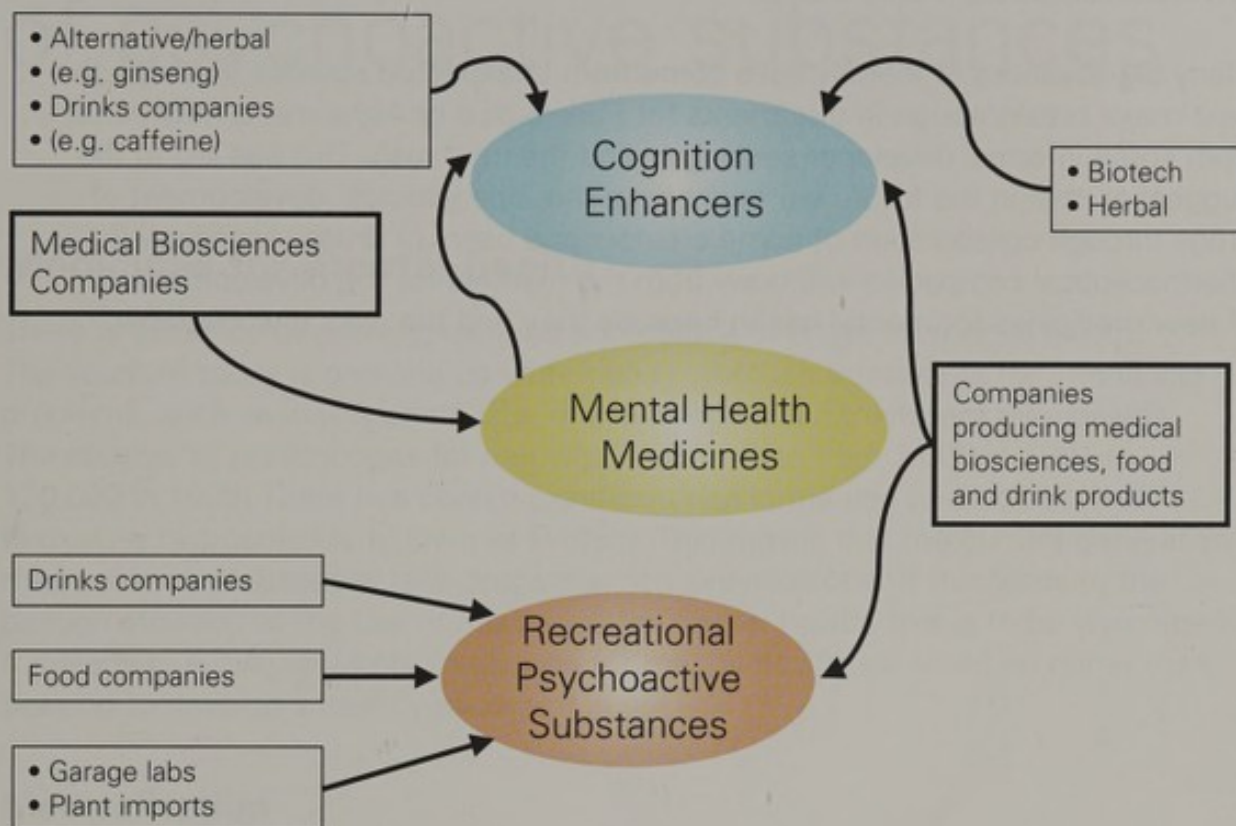 • Alternative/herbal
• (e.g. ginseng)
• Drinks companies
• (e.g. caffeine)
Cognition
Enhancers
• Biotech
• Herbal
Medical Biosciences
Companies
Mental Health
Medicines
Companies
producing medical
biosciences, food
and drink products
Drinks companies
Food companies
• Garage labs
• Plant imports
Recreational
Psychoactive
Substances